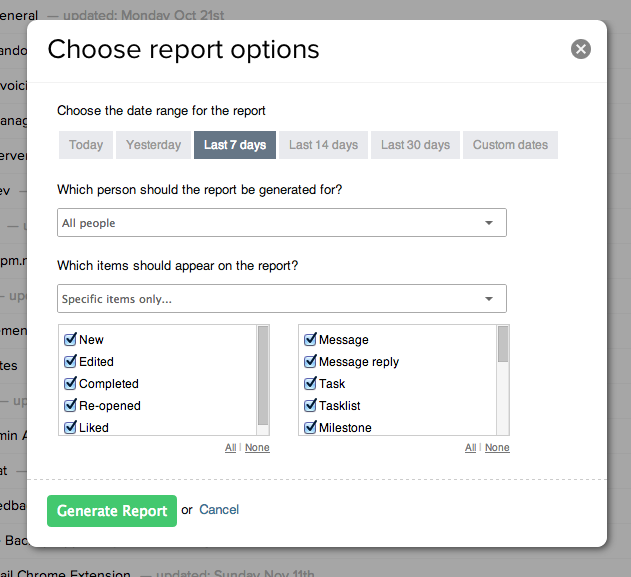 eneral — updated: Monday Oct 21st
Choose report options
Choose the date range for the report
Today Yesterday Last 7 days Last 14 days Last 30 days Custom dates
Which person should the report be generated for?
All people
Which items should appear on the report?
Specific items only...
New
Edited
Completed
Re-opened
Liked
All | None
Message
Message reply
Task
Tasklist
Milestone
All | None
Generate Report or Cancel
ando
voici
anag
erver
ev —
— u
pm.r
— up
emen
tes
— up
min A
at —
edba
Bac
ail Chrome Extension — updated: Sunday Nov 11th